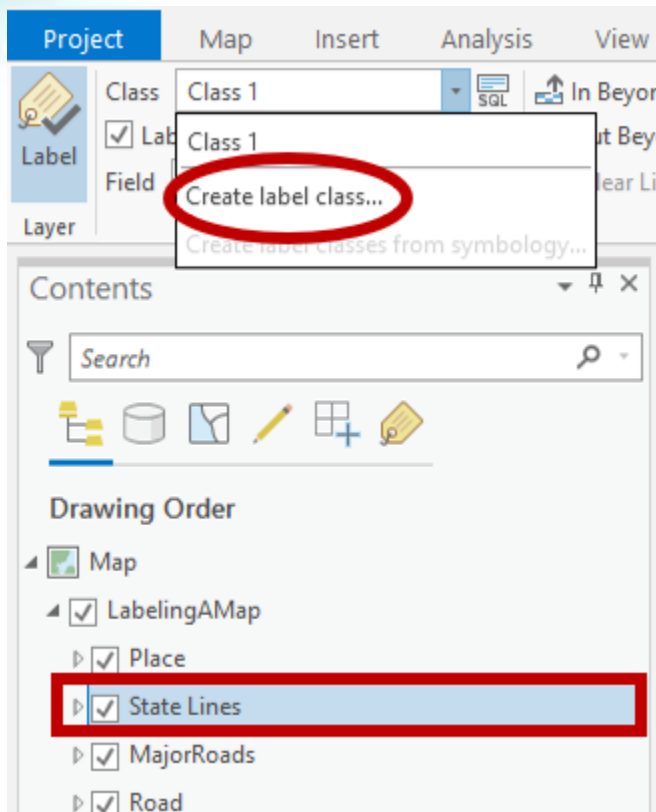 Project Map Insert Analysis View
Class Class 1 SQL In Beyon
Lab Class 1 ut Bey
Label
Field Create label class... lear Li
Layer Create label classes from symbology...
Contents
Search
Drawing Order
Map
LabelingAMap
Place
State Lines
MajorRoads
Road